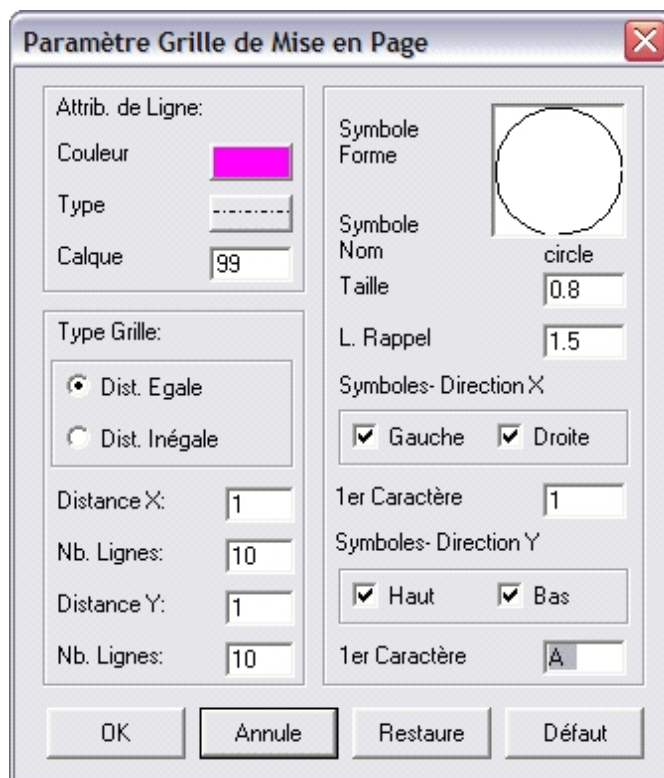 Paramètre Grille de Mise en Page
Attrib. de Ligne:
Couleur
Type
Calque 99
Type Grille:
Dist. Egale
Dist. Inégale
Distance X: 1
Nb. Lignes: 10
Distance Y: 1
Nb. Lignes: 10
Symbole
Forme
Symbole
Nom circle
Taille 0.8
L. Rappel 1.5
Symboles- Direction X
Gauche Droite
1er Caractère 1
Symboles- Direction Y
Haut Bas
1er Caractère A
OK Annule Restaure Défaut